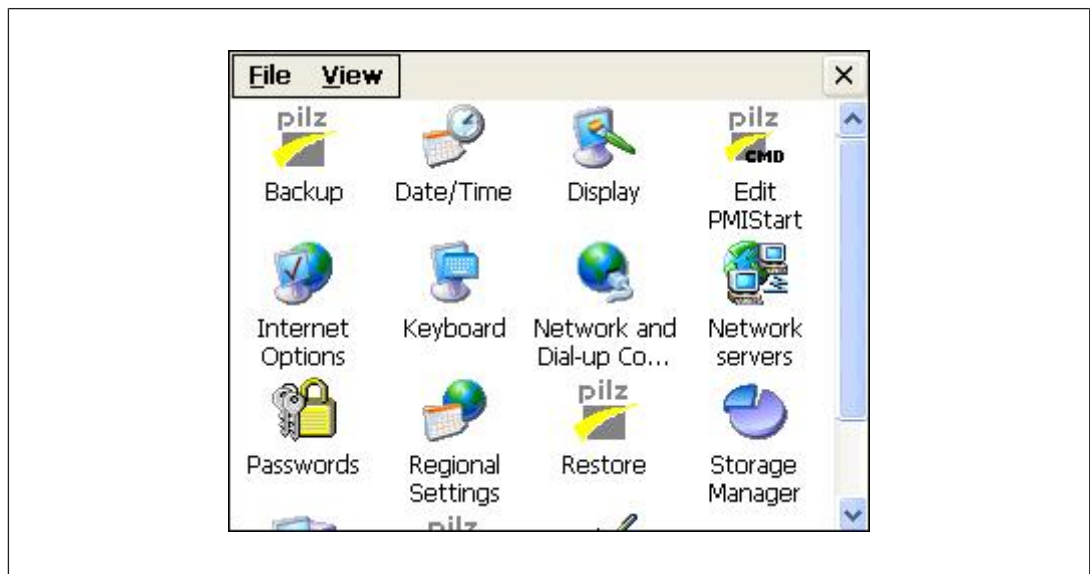 File View
pilz
pilz
CMD
Backup
Date/Time
Display
Edit
PMIStart
Internet
Options
Keyboard
Network and
Dial-up Co...
Network
servers
pilz
Passwords
Regional
Settings
Restore
Storage
Manager
pilz